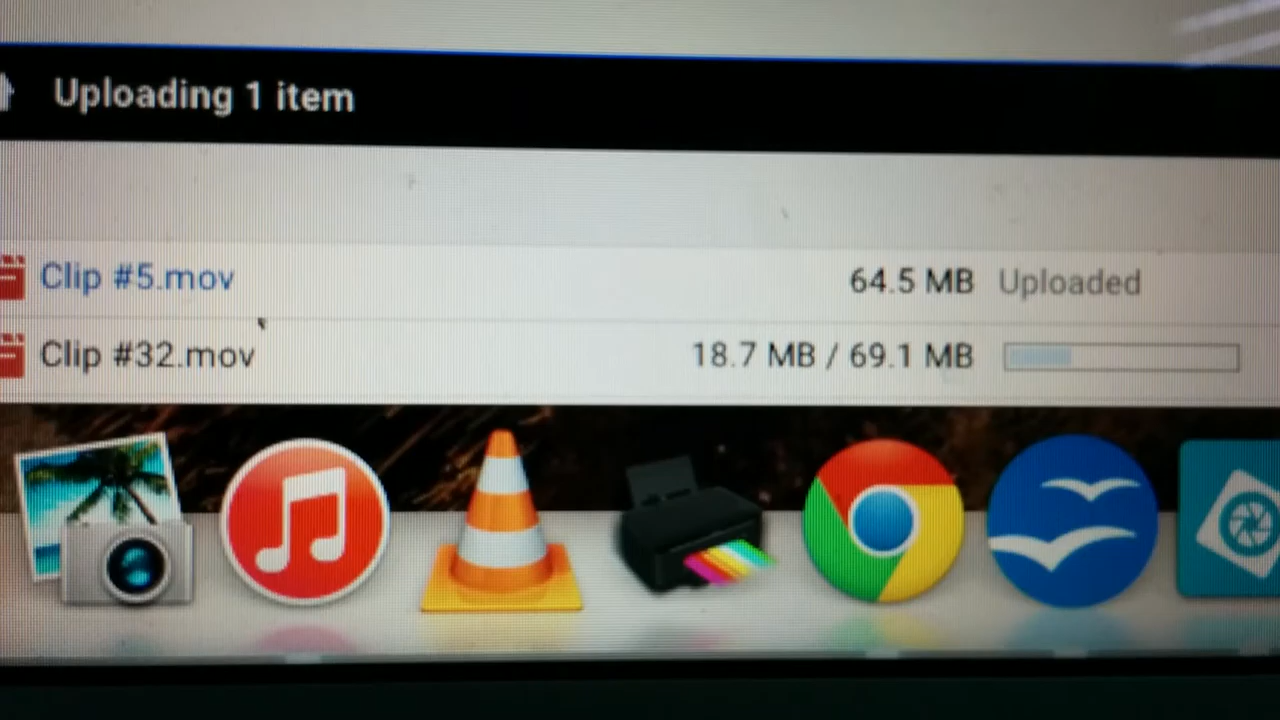 Uploading 1 item
Clip #5.mov 64.5 MB Uploaded
Clip #32.mov 18.7 MB / 69.1 MB